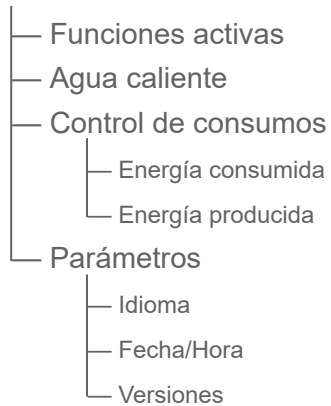 Funciones activas
Agua caliente
Control de consumos
Energía consumida
Energía producida
Parámetros
Idioma
Fecha/Hora
Versiones